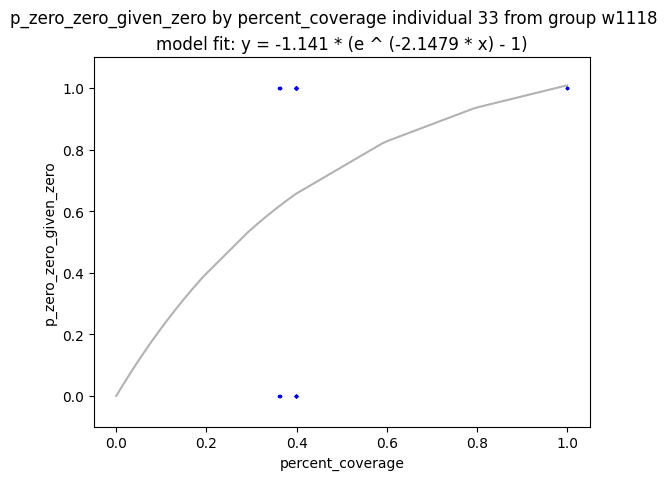 p_zero_zero_given_zero by percent_coverage individual 33 from group w1118
model fit: y = -1.141 * (e ^ (-2.1479 * x) - 1)
p_zero_zero_given_zero
1.0
0.8
0.6
0.4
0.2
0.0
0.0 0.2 0.4 0.6 0.8 1.0
percent_coverage